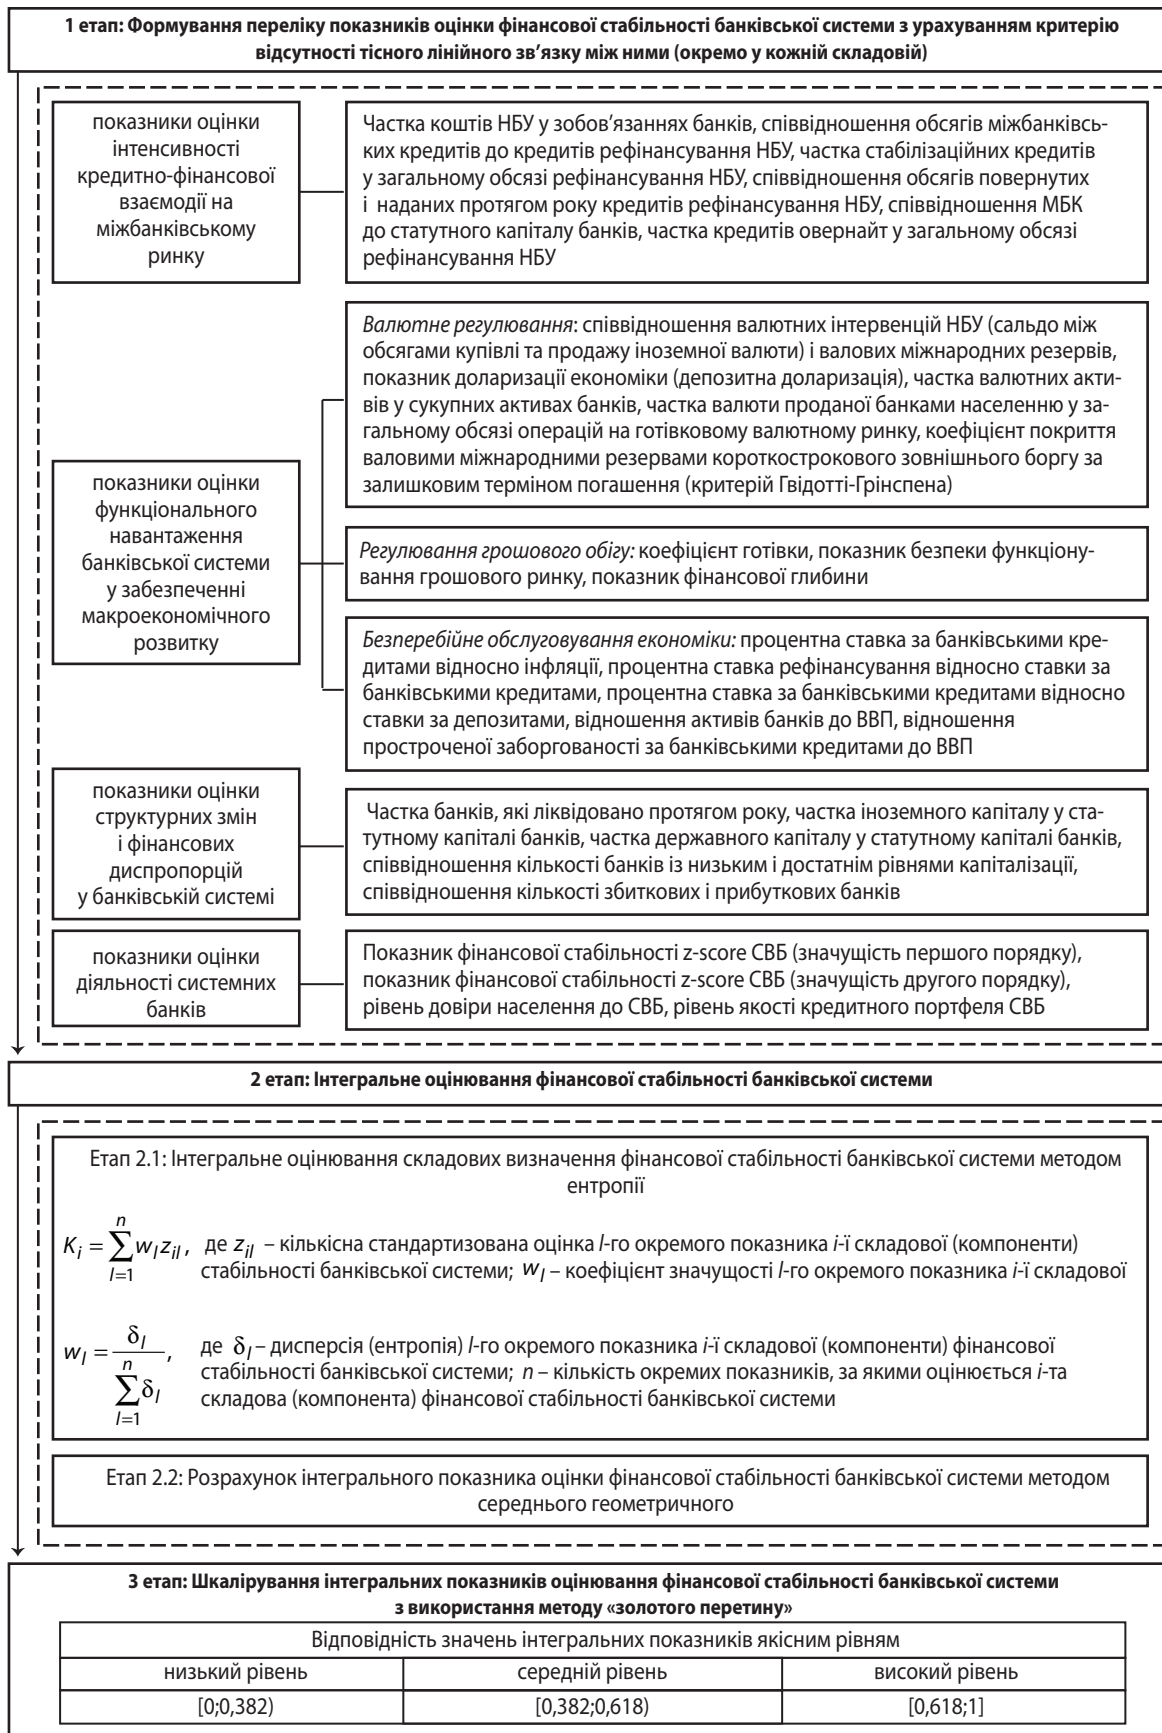 1 етап: Формування переліку показників оцінки фінансової стабільності банківської системи з урахуванням критерію
відсутності тісного лінійного зв’язку між ними (окремо у кожній складовій)
показники оцінки
інтенсивності
кредитно-фінансової
взаємодії на
міжбанківському
ринку
Частка коштів НБУ у зобов’язаннях банків, співвідношення обсягів міжбанківсь-
ких кредитів до кредитів рефінансування НБУ, частка стабілізаційних кредитів
у загальному обсязі рефінансування НБУ, співвідношення обсягів повернутих
і наданих протягом року кредитів рефінансування НБУ, співвідношення МБК
до статутного капіталу банків, частка кредитів овернайт у загальному обсязі
рефінансування НБУ
показники оцінки
функціонального
навантаження
банківської системи
у забезпеченні
макроекономічного
розвитку
Валютне регулювання: співвідношення валютних інтервенцій НБУ (сальдо між
обсягами купівлі та продажу іноземної валюти) і валових міжнародних резервів,
показник доларизації економіки (депозитна доларизація), частка валютних акти-
вів у сукупних активах банків, частка валюти проданої банками населенню у за-
гальному обсязі операцій на готівковому валютному ринку, коефіцієнт покриття
валовими міжнародними резервами короткострокового зовнішнього боргу за
залишковим терміном погашення (критерій Гвідотті-Грінспена)
Регулювання грошового обігу: коефіцієнт готівки, показник безпеки функціону-
вання грошового ринку, показник фінансової глибини
Безперебійне обслуговування економіки: процентна ставка за банківськими кре-
дитами відносно інфляції, процентна ставка рефінансування відносно ставки за
банківськими кредитами, процентна ставка за банківськими кредитами відносно
ставки за депозитами, відношення активів банків до ВВП, відношення
простроченої заборгованості за банківськими кредитами до ВВП
показники оцінки
структурних змін
і фінансових
диспропорцій
у банківській системі
Частка банків, які ліквідовано протягом року, частка іноземного капіталу у ста-
тутному капіталі банків, частка державного капіталу у статутному капіталі банків,
співвідношення кількості банків із низьким і достатнім рівнями капіталізації,
співвідношення кількості збиткових і прибуткових банків
показники оцінки
діяльності системних
банків
Показник фінансової стабільності z-score СВБ (значущість першого порядку),
показник фінансової стабільності z-score СВБ (значущість другого порядку),
рівень довіри населення до СВБ, рівень якості кредитного портфеля СВБ
2 етап: Інтегральне оцінювання фінансової стабільності банківської системи
Етап 2.1: Інтегральне оцінювання складових визначення фінансової стабільності банківської системи методом
ентропії
K_i = \sum_{l=1}^{n} w_l z_{il}, де z_{il} – кількісна стандартизована оцінка l-го окремого показника i-ї складової (компоненти)
стабільності банківської системи; w_l – коефіцієнт значущості l-го окремого показника i-ї складової
w_l = \frac{δ_l}{\sum_{l=1}^{n} δ_l}, де δ_l – дисперсія (ентропія) l-го окремого показника i-ї складової (компоненти) фінансової
стабільності банківської системи; n – кількість окремих показників, за якими оцінюється i-та
складова (компонента) фінансової стабільності банківської системи
Етап 2.2: Розрахунок інтегрального показника оцінки фінансової стабільності банківської системи методом
середнього геометричного
3 етап: Шкалірування інтегральних показників оцінювання фінансової стабільності банківської системи
з використання методу «золотого перетину»
Відповідність значень інтегральних показників якісним рівням
низький рівень середній рівень високий рівень
[0;0,382) [0,382;0,618) [0,618;1]